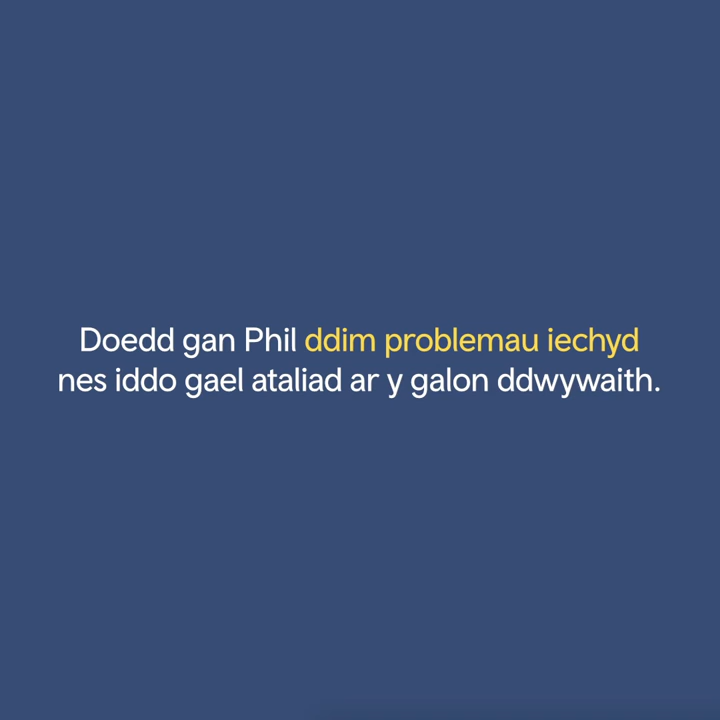 Doedd gan Phil ddim problemau iechyd
nes iddo gael ataliad ar y galon ddwywaith.